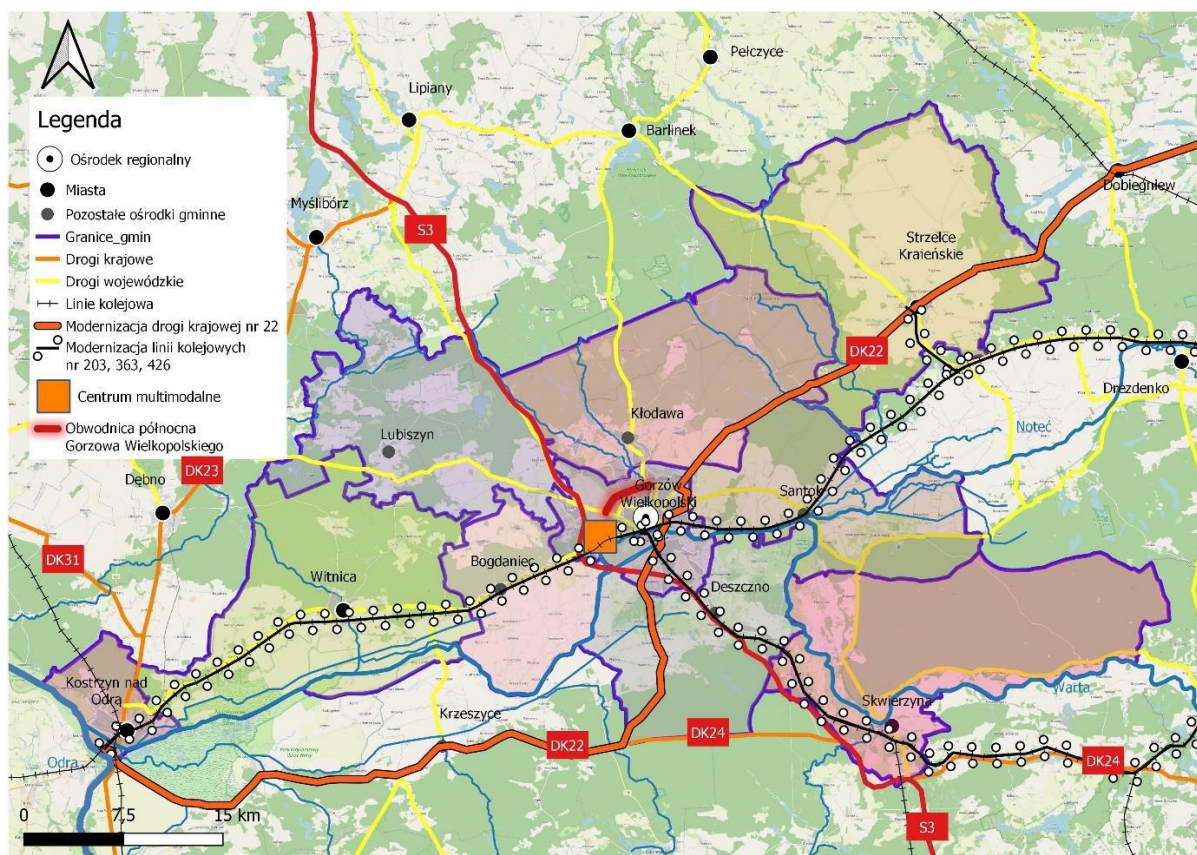 Legenda
Ośrodek regionalny
Miasta
Pozostałe ośrodki gminne
Granice_gmin
Drogi krajowe
Drogi wojewódzkie
Linie kolejowa
Modernizacja drogi krajowej nr 22
Modernizacja linii kolejowych
nr 203, 363, 426
Centrum multimodalne
Obwodnica północna
Gorzowa Wielkopolskiego
Pełczyce
Lipiany
Barlinek
Dobiegniew
Myślibórz
S3
Strzelce
Kraieńskie
DK22
Drezdenko
Kłodawa
Noteć
Lubiszyn
DK23
Dębno
Gorzów
Wielkopolski
Santok
DK31
Bogdaniec
Witnica
Deszczno
Kostrzyn nad
Odrą
Skwierzyna
Warta
Krzeszyce
DK22
DK24
DK24
Odra
0 7,5 15 km
S3